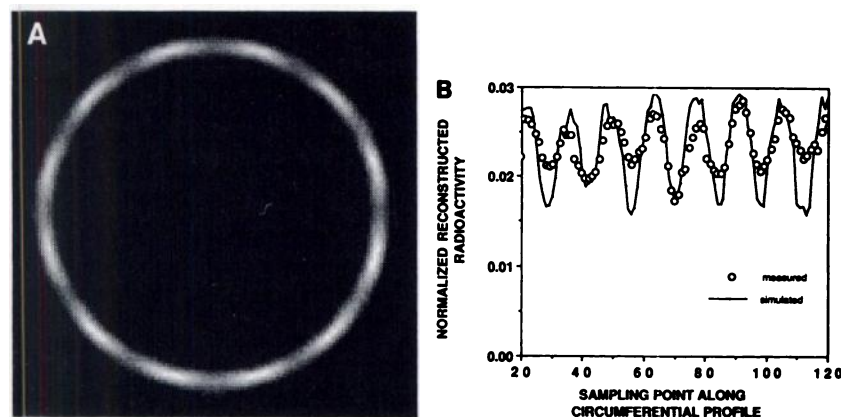 A
B
NORMALIZED RECONSTRUCTED
RADIOACTIVITY
0.03
0.02
0.01
0.00
measured
simulated
20
40
60
80
100
120
SAMPLING POINT ALONG
CIRCUMFERENTIAL PROFILE